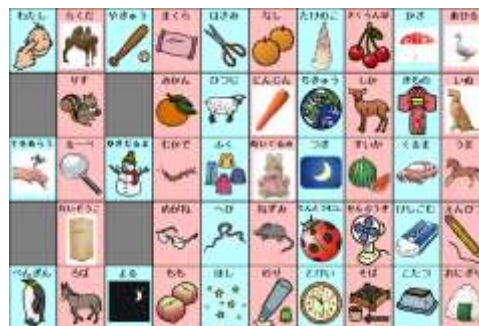 わたし らくだ やきゅう まくら はさみ なし たけのこ さくらんぼ かさ あひる
りす みかん ひつじ にんじん ちきゅう しか きもの いぬ
てをあらう るーぺ ゆきだるま むかで ふく ぬいぐるみ つき すいか くるま うま
れいぞうこ めがね へび ねずみ てんとうむし せんぷうき けしごむ えんぴつ
ぺんぎん ろば よる もも ほし のり とけい そば こたつ おにぎり